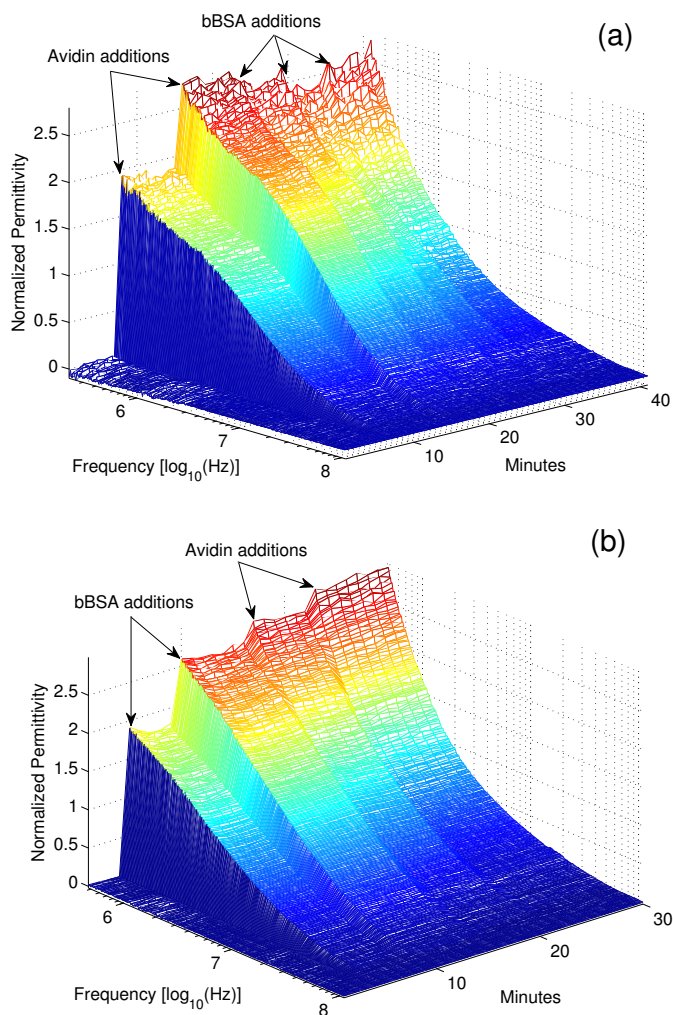 (a)
bBSA additions
Avidin additions
Normalized Permittivity
2.5
2
1.5
1
0.5
0
6
7
8
Frequency [log10(Hz)]
10
20
30
40
Minutes
(b)
Avidin additions
bBSA additions
Normalized Permittivity
2.5
2
1.5
1
0.5
0
6
7
8
Frequency [log10(Hz)]
10
20
30
Minutes